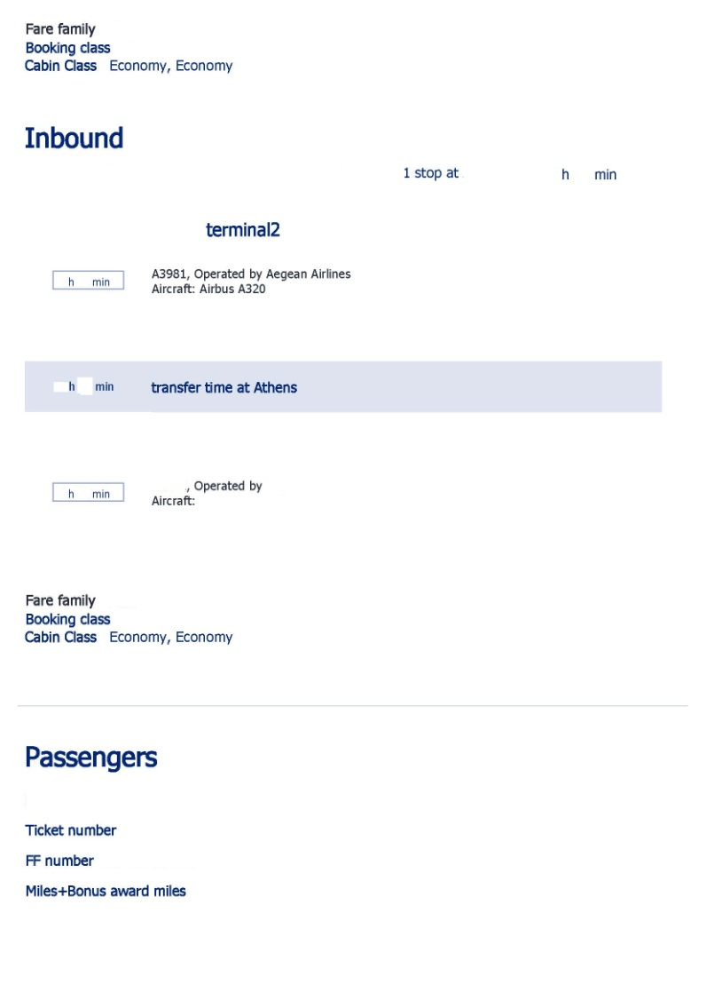 Fare family
Booking class
Cabin Class Economy, Economy
Inbound
1 stop at h min
terminal2
h min A3981, Operated by Aegean Airlines
Aircraft: Airbus A320
h min transfer time at Athens
h min , Operated by
Aircraft:
Fare family
Booking class
Cabin Class Economy, Economy
Passengers
Ticket number
FF number
Miles+Bonus award miles